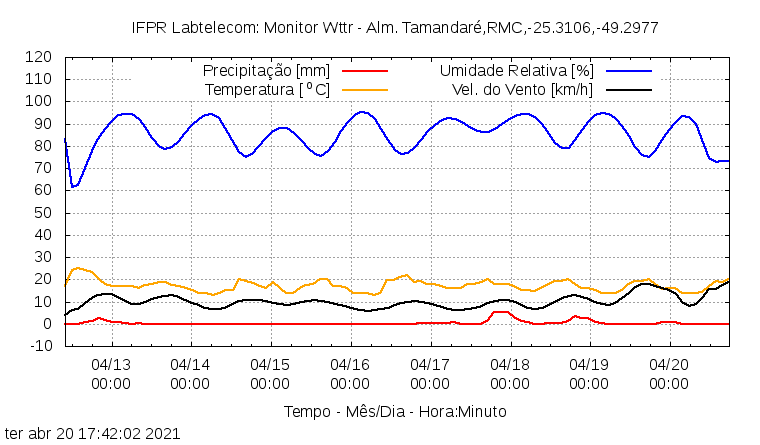 IFPR Labtelecom: Monitor Wttr - Alm. Tamandaré,RMC,-25.3106,-49.2977
120
110
100
90
80
70
60
50
40
30
20
10
0
-10
Precipitação [mm]
Temperatura [⁰C]
Umidade Relativa [%]
Vel. do Vento [km/h]
04/13 04/14 04/15 04/16 04/17 04/18 04/19 04/20
00:00 00:00 00:00 00:00 00:00 00:00 00:00 00:00
Tempo - Mês/Dia - Hora:Minuto
ter abr 20 17:42:02 2021